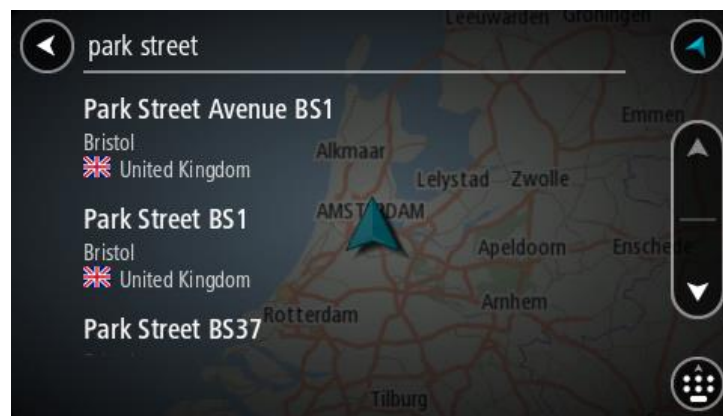 Leeuwarden Groningen
park street
Park Street Avenue BS1
Bristol
United Kingdom
Park Street BS1
Bristol
United Kingdom
Park Street BS37
Emmen
Alkmaar
Lelystad
Zwolle
AMSTERDAM
Apeldoorn
Enschede
Arnhem
Rotterdam
Tilburg